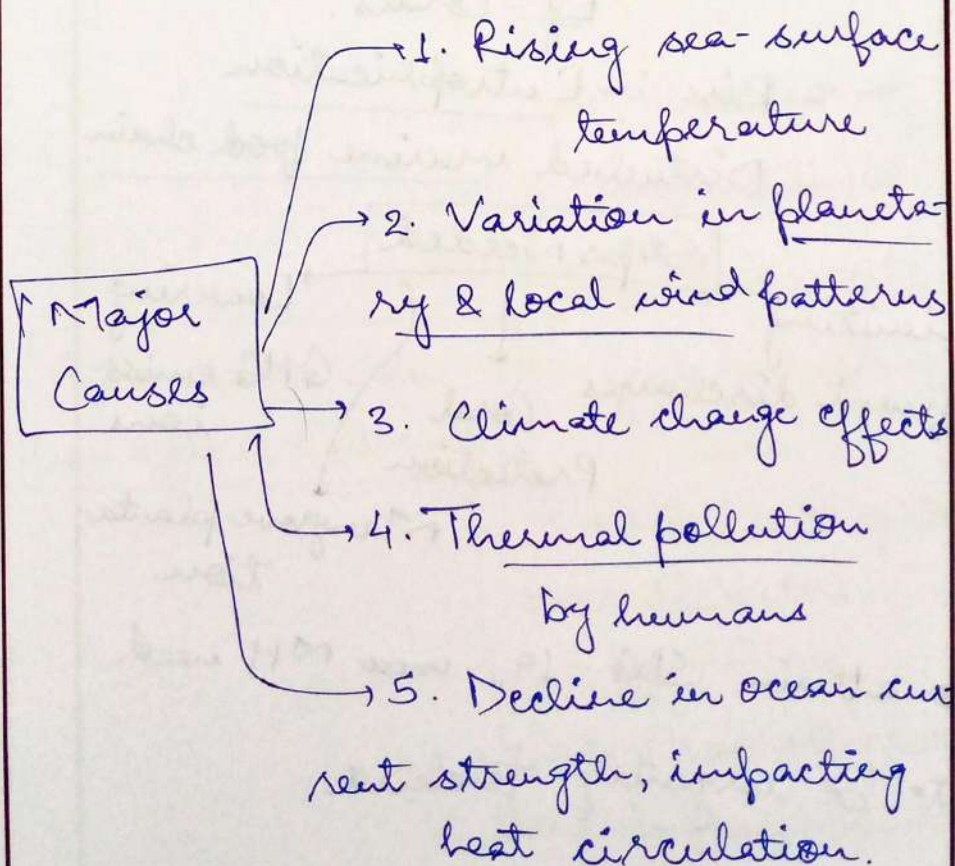 Major
Causes
1. Rising sea-surface
temperature
2. Variation in planeta-
ry & local wind patterns
3. Climate change effects
4. Thermal pollution
by humans
5. Decline in ocean cur
rent strength, impacting
heat circulation.